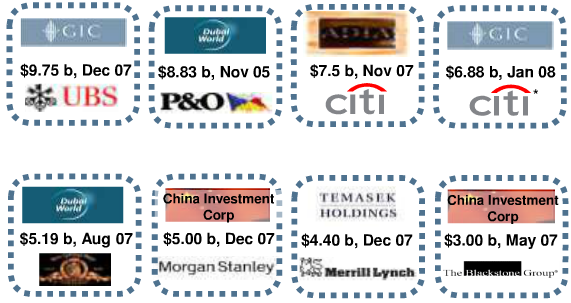 GIC
$9.75 b, Dec 07
UBS
Dubai
World
$8.83 b, Nov 05
P&O
ADIA
$7.5 b, Nov 07
citi
GIC
$6.88 b, Jan 08
citi*
Dubai
World
$5.19 b, Aug 07
China Investment
Corp
$5.00 b, Dec 07
Morgan Stanley
TEMASEK
HOLDINGS
$4.40 b, Dec 07
Merrill Lynch
China Investment
Corp
$3.00 b, May 07
The Blackstone Group®